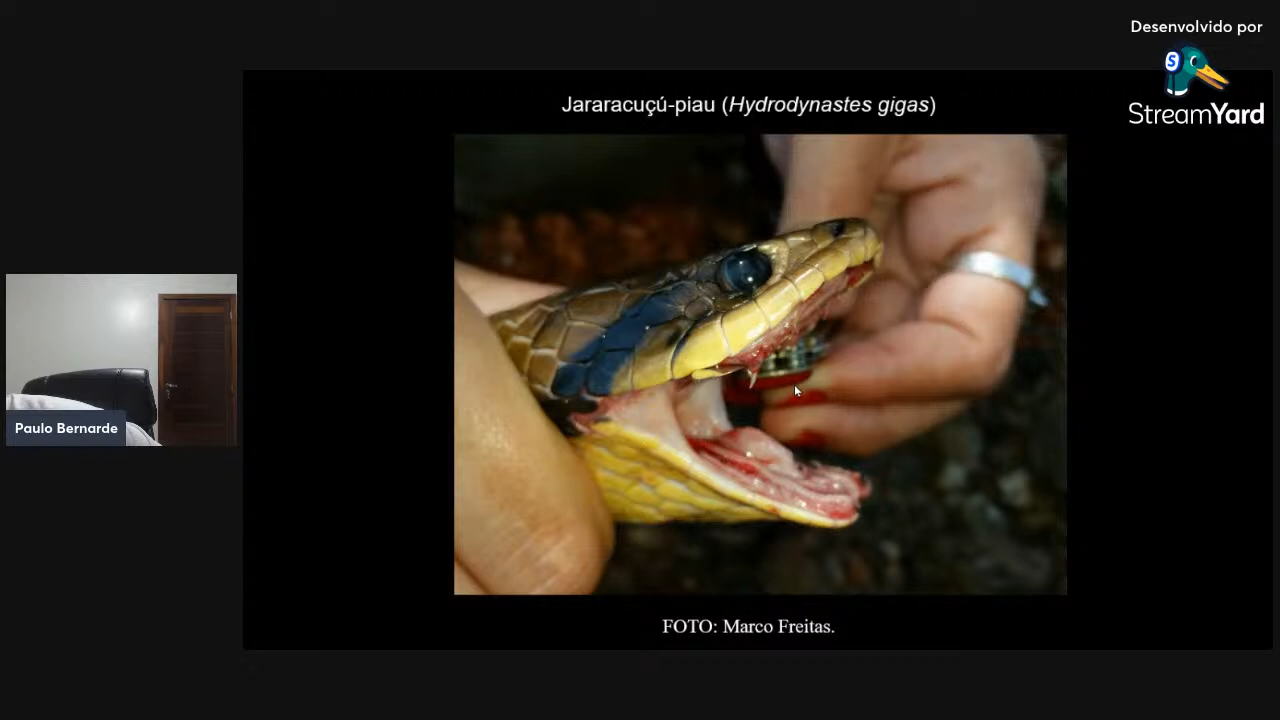 Desenvolvido por
StreamYard
Jararacuçú-piau (Hydrodynastes gigas)
Paulo Bernarde
FOTO: Marco Freitas.